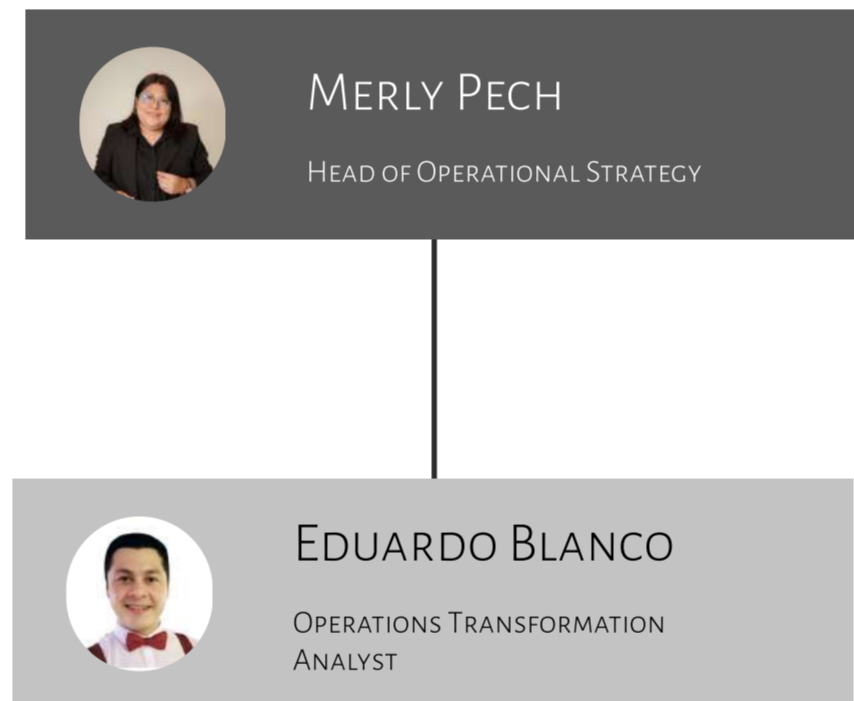 Merly Pech
Head of Operational Strategy
Eduardo Blanco
Operations Transformation
Analyst